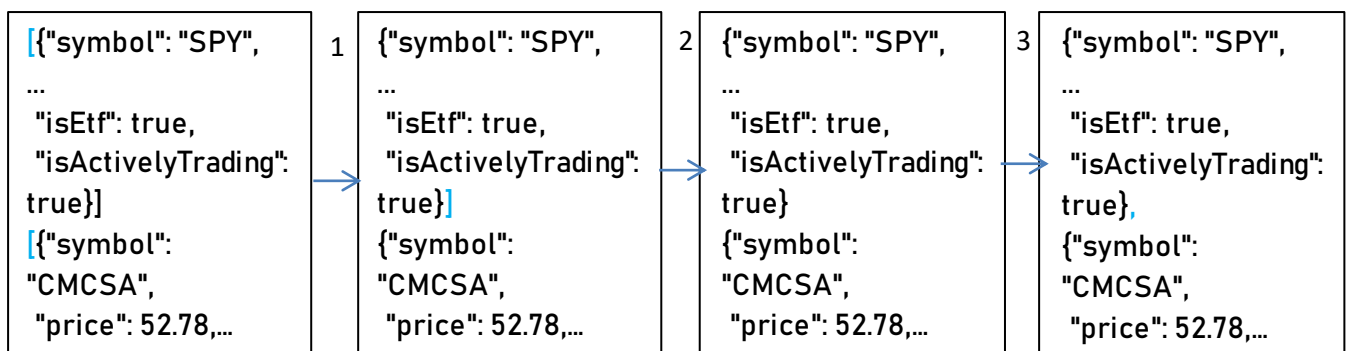 [{"symbol": "SPY",
...
"isEtf": true,
"isActivelyTrading":
true}]
[{"symbol":
"CMCSA",
"price": 52.78,...
1
{"symbol": "SPY",
...
"isEtf": true,
"isActivelyTrading":
true}]
{"symbol":
"CMCSA",
"price": 52.78,...
2
{"symbol": "SPY",
...
"isEtf": true,
"isActivelyTrading":
true}
{"symbol":
"CMCSA",
"price": 52.78,...
3
{"symbol": "SPY",
...
"isEtf": true,
"isActivelyTrading":
true},
{"symbol":
"CMCSA",
"price": 52.78,...